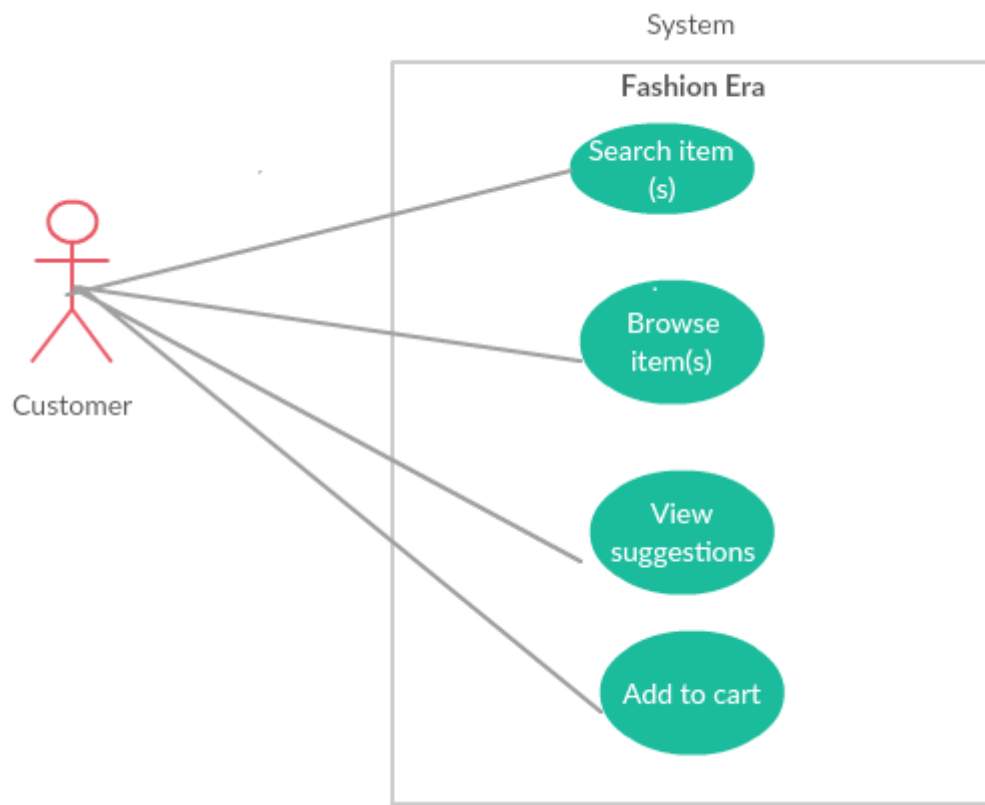 System
Fashion Era
Search item
(s)
Browse
item(s)
Customer
View
suggestions
Add to cart